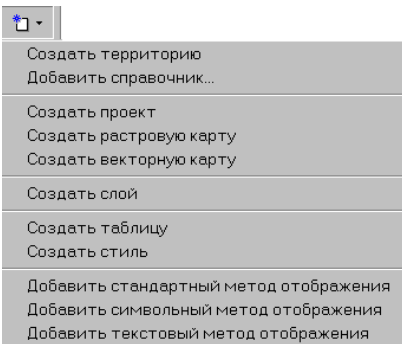 Создать территорию
Добавить справочник...
Создать проект
Создать растровую карту
Создать векторную карту
Создать слой
Создать таблицу
Создать стиль
Добавить стандартный метод отображения
Добавить символьный метод отображения
Добавить текстовый метод отображения